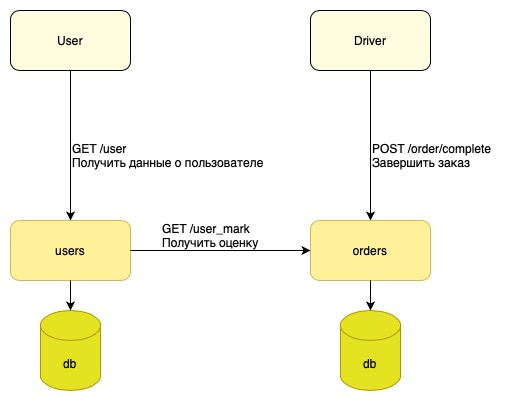 User
Driver
GET /user
Получить данные о пользователе
POST /order/complete
Завершить заказ
GET /user_mark
Получить оценку
users
orders
db
db